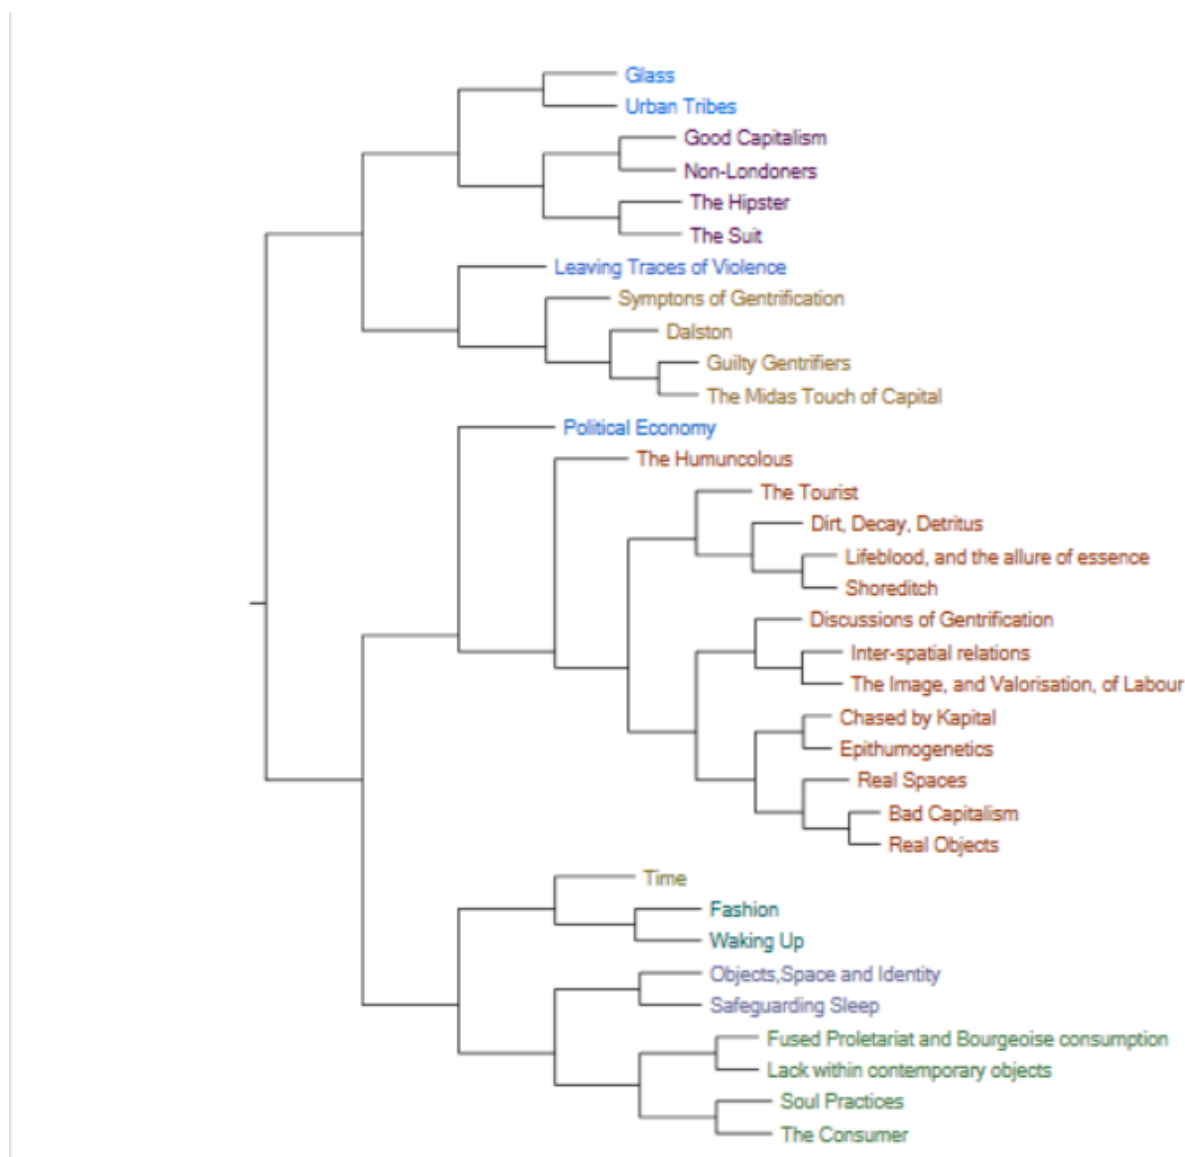 Glass
Urban Tribes
Good Capitalism
Non-Londoners
The Hipster
The Suit
Leaving Traces of Violence
Symptons of Gentrification
Dalston
Guilty Gentrifiers
The Midas Touch of Capital
Political Economy
The Humuncolous
The Tourist
Dirt, Decay, Detritus
Lifeblood, and the allure of essence
Shoreditch
Discussions of Gentrification
Inter-spatial relations
The Image, and Valorisation, of Labour
Chased by Kapital
Epithumogenetics
Real Spaces
Bad Capitalism
Real Objects
Time
Fashion
Waking Up
Objects,Space and Identity
Safeguarding Sleep
Fused Proletariat and Bourgeoise consumption
Lack within contemporary objects
Soul Practices
The Consumer